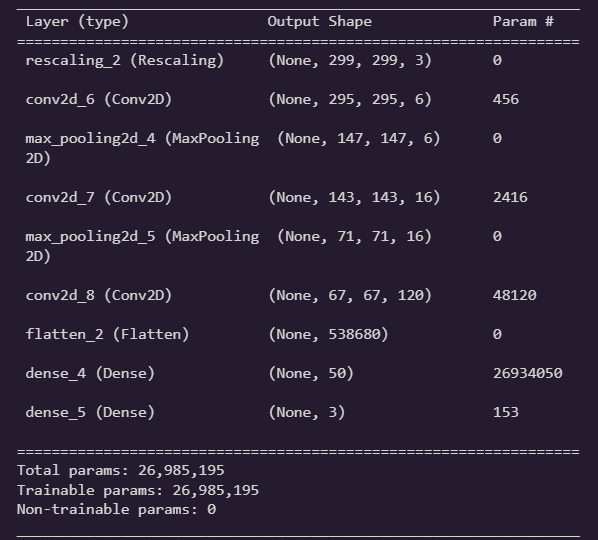 Layer (type) Output Shape Param #
=================================================================
rescaling_2 (Rescaling) (None, 299, 299, 3) 0
conv2d_6 (Conv2D) (None, 295, 295, 6) 456
max_pooling2d_4 (MaxPooling (None, 147, 147, 6) 0
2D)
conv2d_7 (Conv2D) (None, 143, 143, 16) 2416
max_pooling2d_5 (MaxPooling (None, 71, 71, 16) 0
2D)
conv2d_8 (Conv2D) (None, 67, 67, 120) 48120
flatten_2 (Flatten) (None, 538680) 0
dense_4 (Dense) (None, 50) 26934050
dense_5 (Dense) (None, 3) 153
=================================================================
Total params: 26,985,195
Trainable params: 26,985,195
Non-trainable params: 0